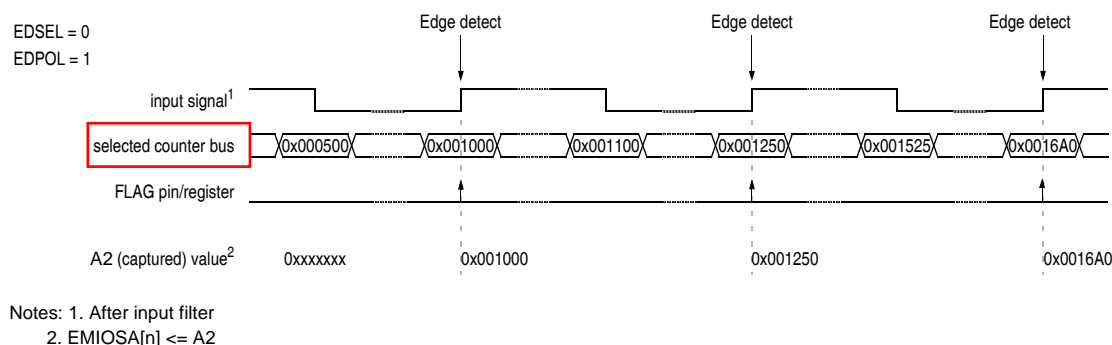 EDSEL = 0
EDPOL = 1
Edge detect Edge detect Edge detect
input signal1
selected counter bus 0x000500 0x001000 0x001100 0x001250 0x001525 0x0016A0
FLAG pin/register
A2 (captured) value2 0xxxxxxx 0x001000 0x001250 0x0016A0
Notes: 1. After input filter
2. EMIOSA[n] <= A2